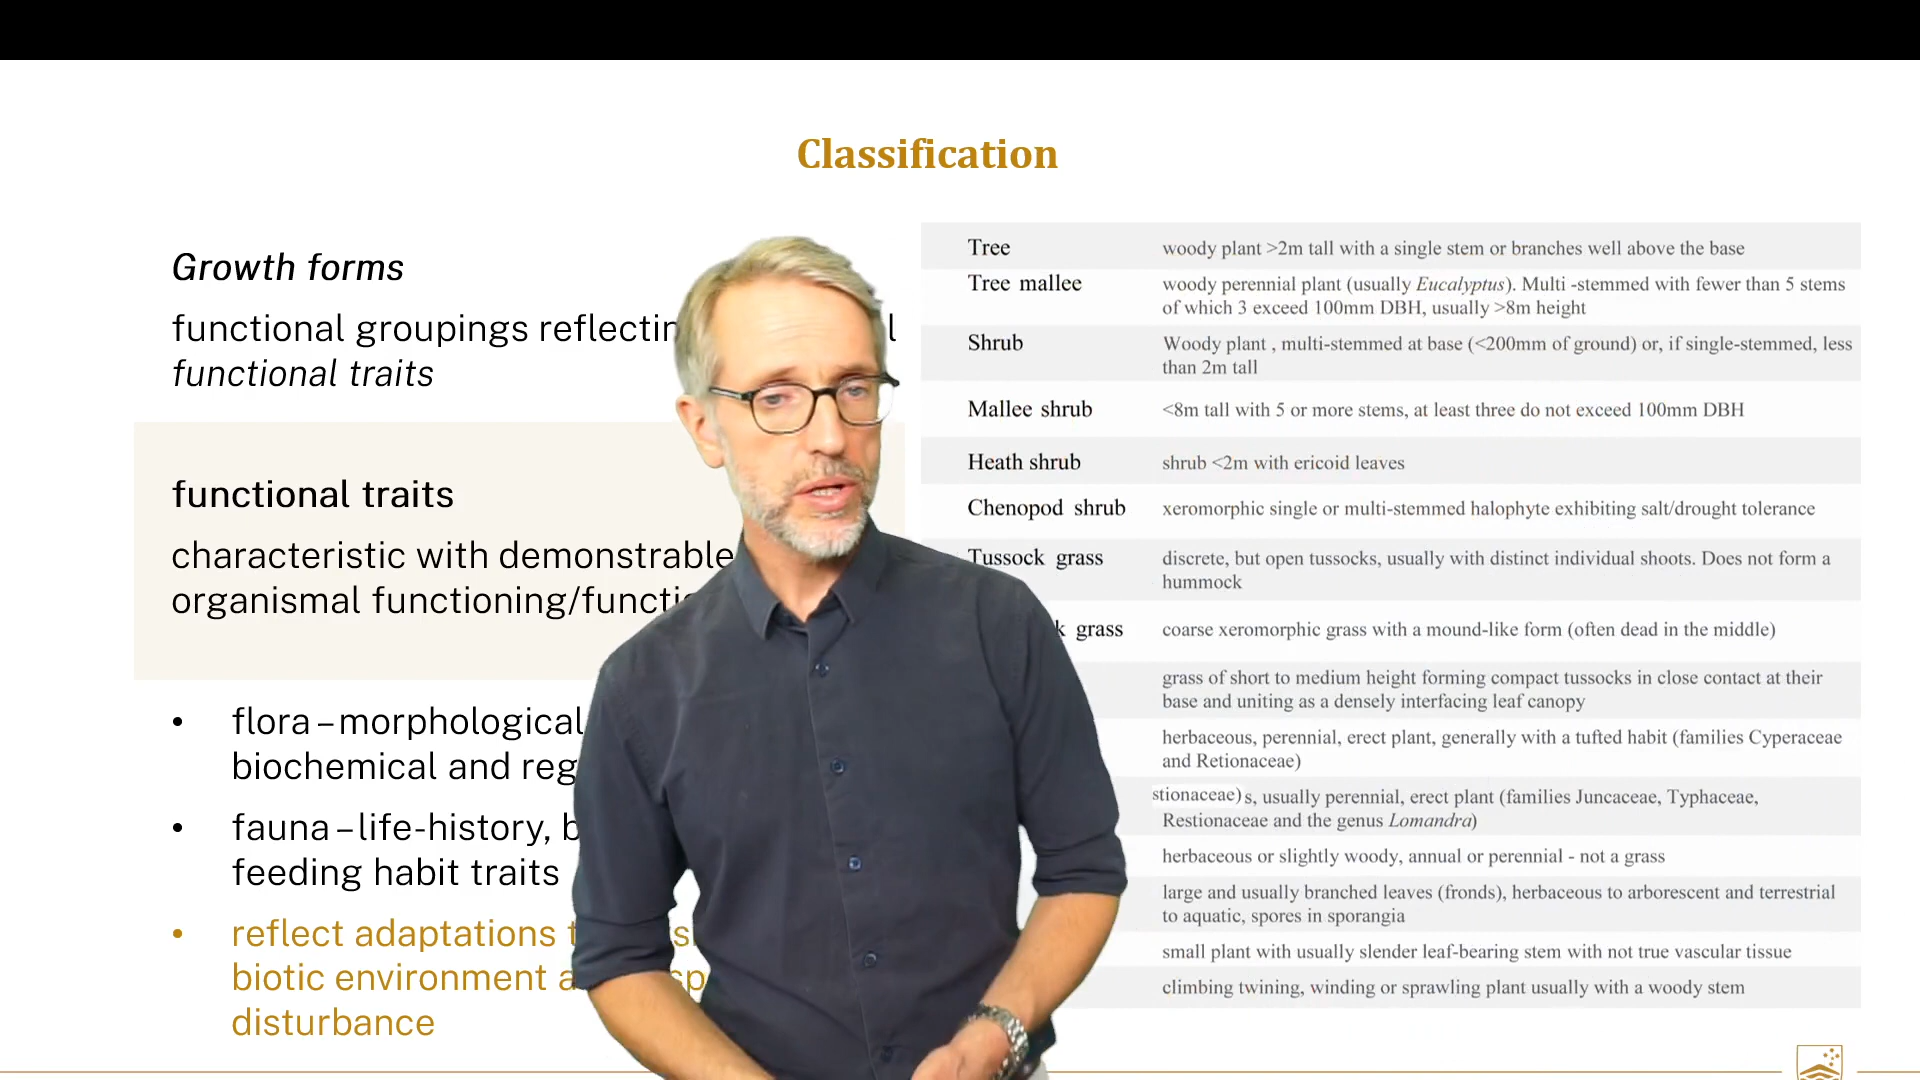 Classification
Growth forms
functional groupings reflecting
functional traits
functional traits
characteristic with demonstrable
organismal functioning/
flora – morphological
biochemical and
fauna – life-history,
feeding habit traits
reflect adaptations
biotic environment
disturbance
Tree woody plant >2m tall with a single stem or branches well above the base
Tree mallee woody perennial plant (usually Eucalyptus). Multi -stemmed with fewer than 5 stems
of which 3 exceed 100mm DBH, usually >8m height
Shrub Woody plant , multi-stemmed at base (<200mm of ground) or, if single-stemmed, less
than 2m tall
Mallee shrub <8m tall with 5 or more stems, at least three do not exceed 100mm DBH
Heath shrub shrub <2m with ericoid leaves
Chenopod shrub xeromorphic single or multi-stemmed halophyte exhibiting salt/drought tolerance
Tussock grass discrete, but open tussocks, usually with distinct individual shoots. Does not form a
hummock
grass coarse xeromorphic grass with a mound-like form (often dead in the middle)
grass of short to medium height forming compact tussocks in close contact at their
base and uniting as a densely interfacing leaf canopy
herbaceous, perennial, erect plant, generally with a tufted habit (families Cyperaceae
and Retionaceae)
stionaceae) s, usually perennial, erect plant (families Juncaceae, Typhaceae,
Restionaceae and the genus Lomandra)
herbaceous or slightly woody, annual or perennial - not a grass
large and usually branched leaves (fronds), herbaceous to arborescent and terrestrial
to aquatic, spores in sporangia
small plant with usually slender leaf-bearing stem with not true vascular tissue
climbing twining, winding or sprawling plant usually with a woody stem